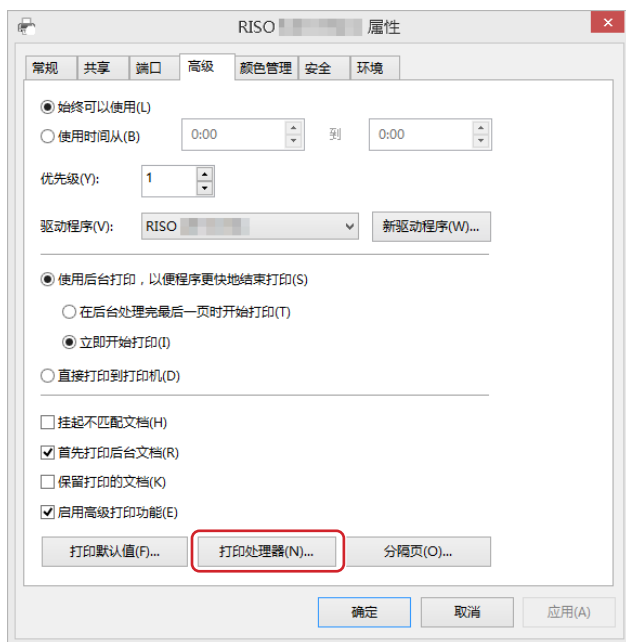 RISO 属性
常规 共享 端口 高级 颜色管理 安全 环境
始终可以使用(L)
使用时间从(B) 0:00 到 0:00
优先级(Y): 1
驱动程序(V): RISO 新驱动程序(W)...
使用后台打印，以便程序更快地结束打印(S)
在后台处理完最后一页时开始打印(T)
立即开始打印(I)
直接打印到打印机(D)
挂起不匹配文档(H)
首先打印后台文档(R)
保留打印的文档(K)
启用高级打印功能(E)
打印默认值(F)... 打印处理器(N)... 分隔页(O)...
确定 取消 应用(A)